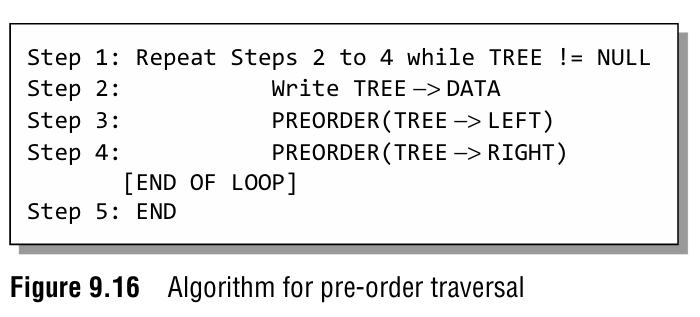 Step 1: Repeat Steps 2 to 4 while TREE != NULL
Step 2: Write TREE -> DATA
Step 3: PREORDER(TREE -> LEFT)
Step 4: PREORDER(TREE -> RIGHT)
[END OF LOOP]
Step 5: END
Figure 9.16 Algorithm for pre-order traversal